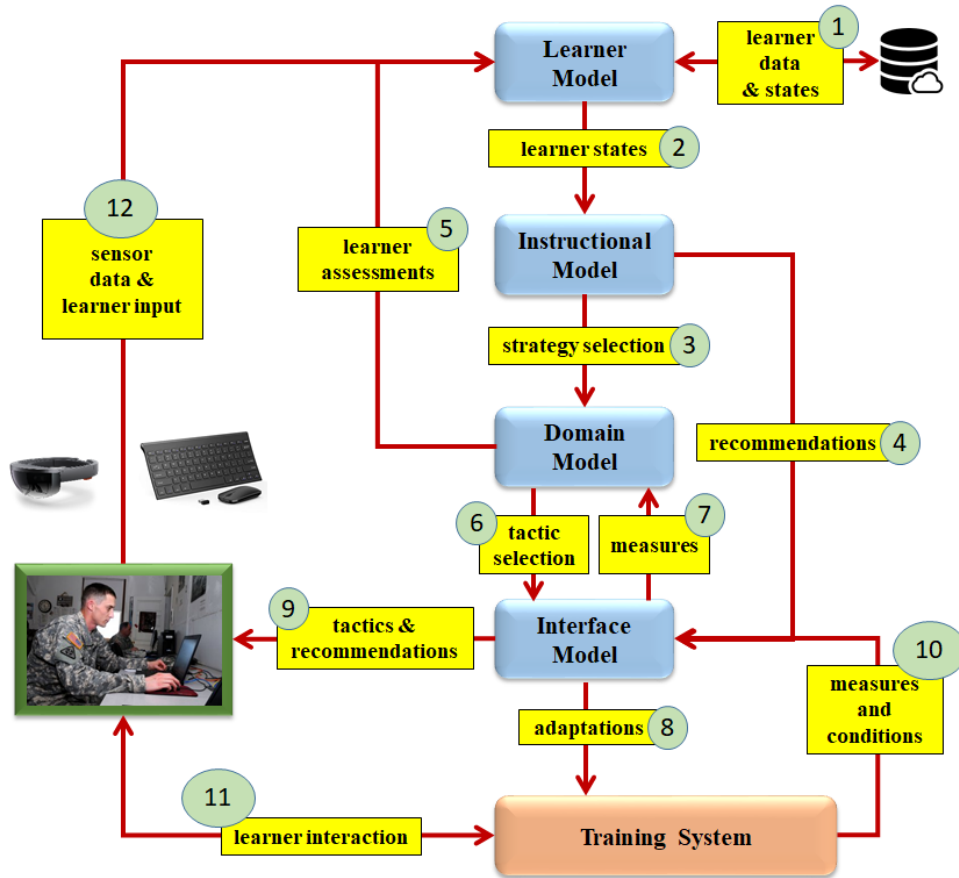 1
learner
data
& states
Learner
Model
learner states
2
12
sensor
data &
learner input
5
learner
assessments
Instructional
Model
strategy selection
3
Domain
Model
recommendations
4
6
tactic
selection
7
measures
9
tactics &
recommendations
Interface
Model
10
measures
and
conditions
adaptations
8
11
learner interaction
Training System